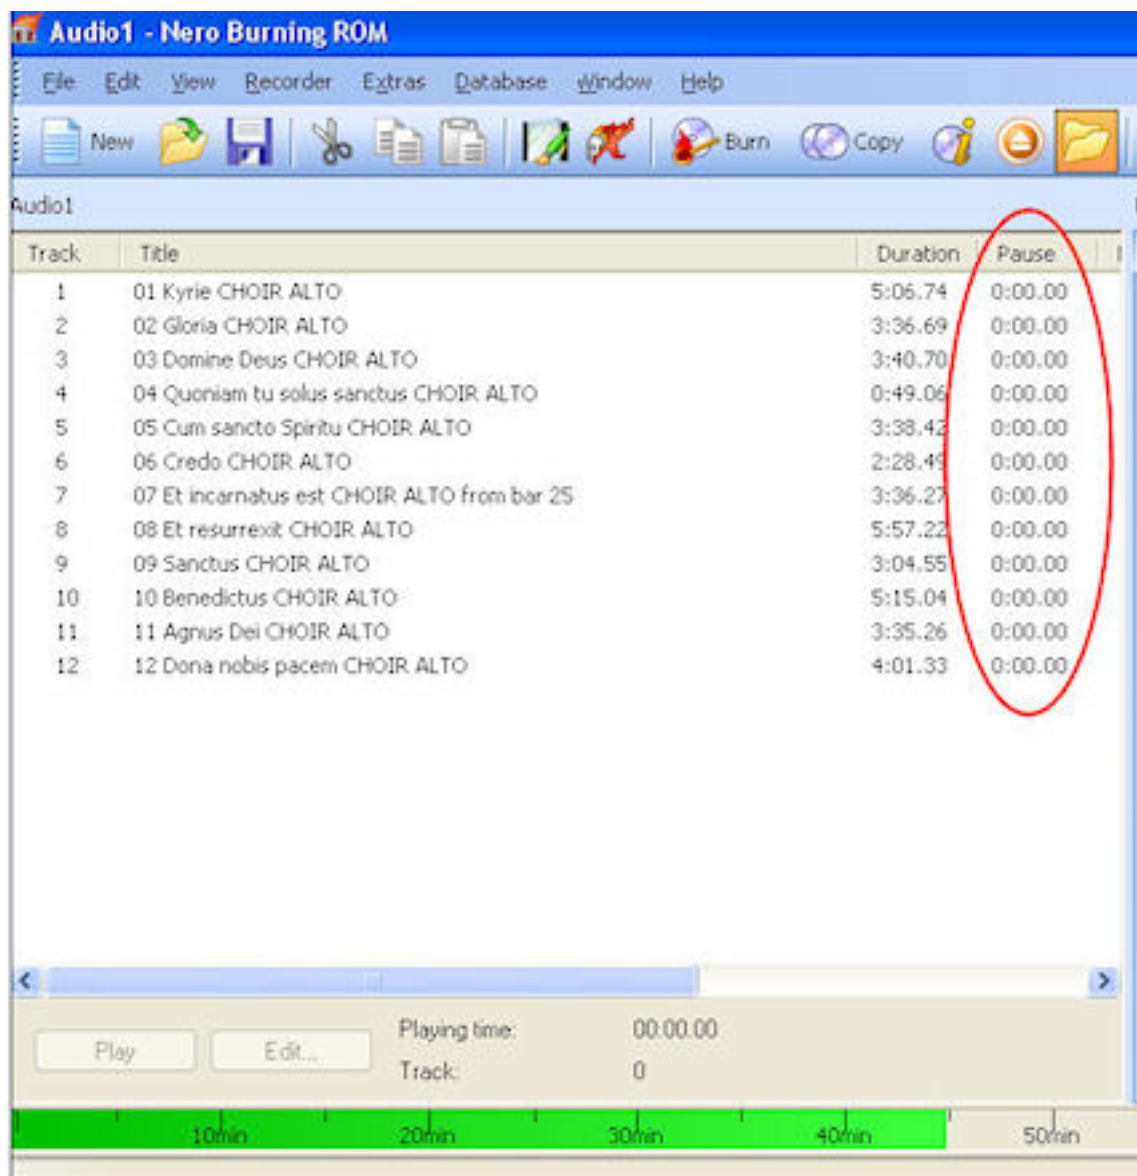 Audio1 - Nero Burning ROM
File Edit View Recorder Extras Database Window Help
New Burn Copy
Audio1
Track Title Duration Pause
1 01 Kyrie CHOIR ALTO 5:06.74 0:00.00
2 02 Gloria CHOIR ALTO 3:36.69 0:00.00
3 03 Domine Deus CHOIR ALTO 3:40.70 0:00.00
4 04 Quoniam tu solus sanctus CHOIR ALTO 0:49.06 0:00.00
5 05 Cum sancto Spiritu CHOIR ALTO 3:38.42 0:00.00
6 06 Credo CHOIR ALTO 2:28.49 0:00.00
7 07 Et incarnatus est CHOIR ALTO from bar 25 3:36.27 0:00.00
8 08 Et resurrexit CHOIR ALTO 5:57.22 0:00.00
9 09 Sanctus CHOIR ALTO 3:04.55 0:00.00
10 10 Benedictus CHOIR ALTO 5:15.04 0:00.00
11 11 Agnus Dei CHOIR ALTO 3:35.26 0:00.00
12 12 Dona nobis pacem CHOIR ALTO 4:01.33 0:00.00
Playing time: 00:00.00
Play Edit...
Track: 0
10min 20min 30min 40min 50min